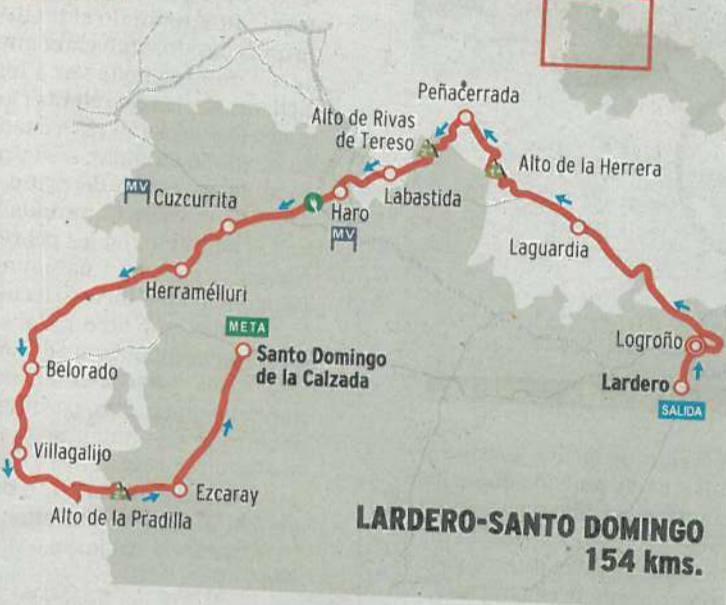 Peñacerrada
Alto de Rivas
de Tereso
Alto de la Herrera
Labastida
MV
Cuzcurrita
Haro
MV
Laguardia
Herramélluri
META
Santo Domingo
de la Calzada
Logroño
Belorado
Lardero
SALIDA
Villagalijo
Ezcaray
Alto de la Pradilla
LARDERO-SANTO DOMINGO
154 kms.